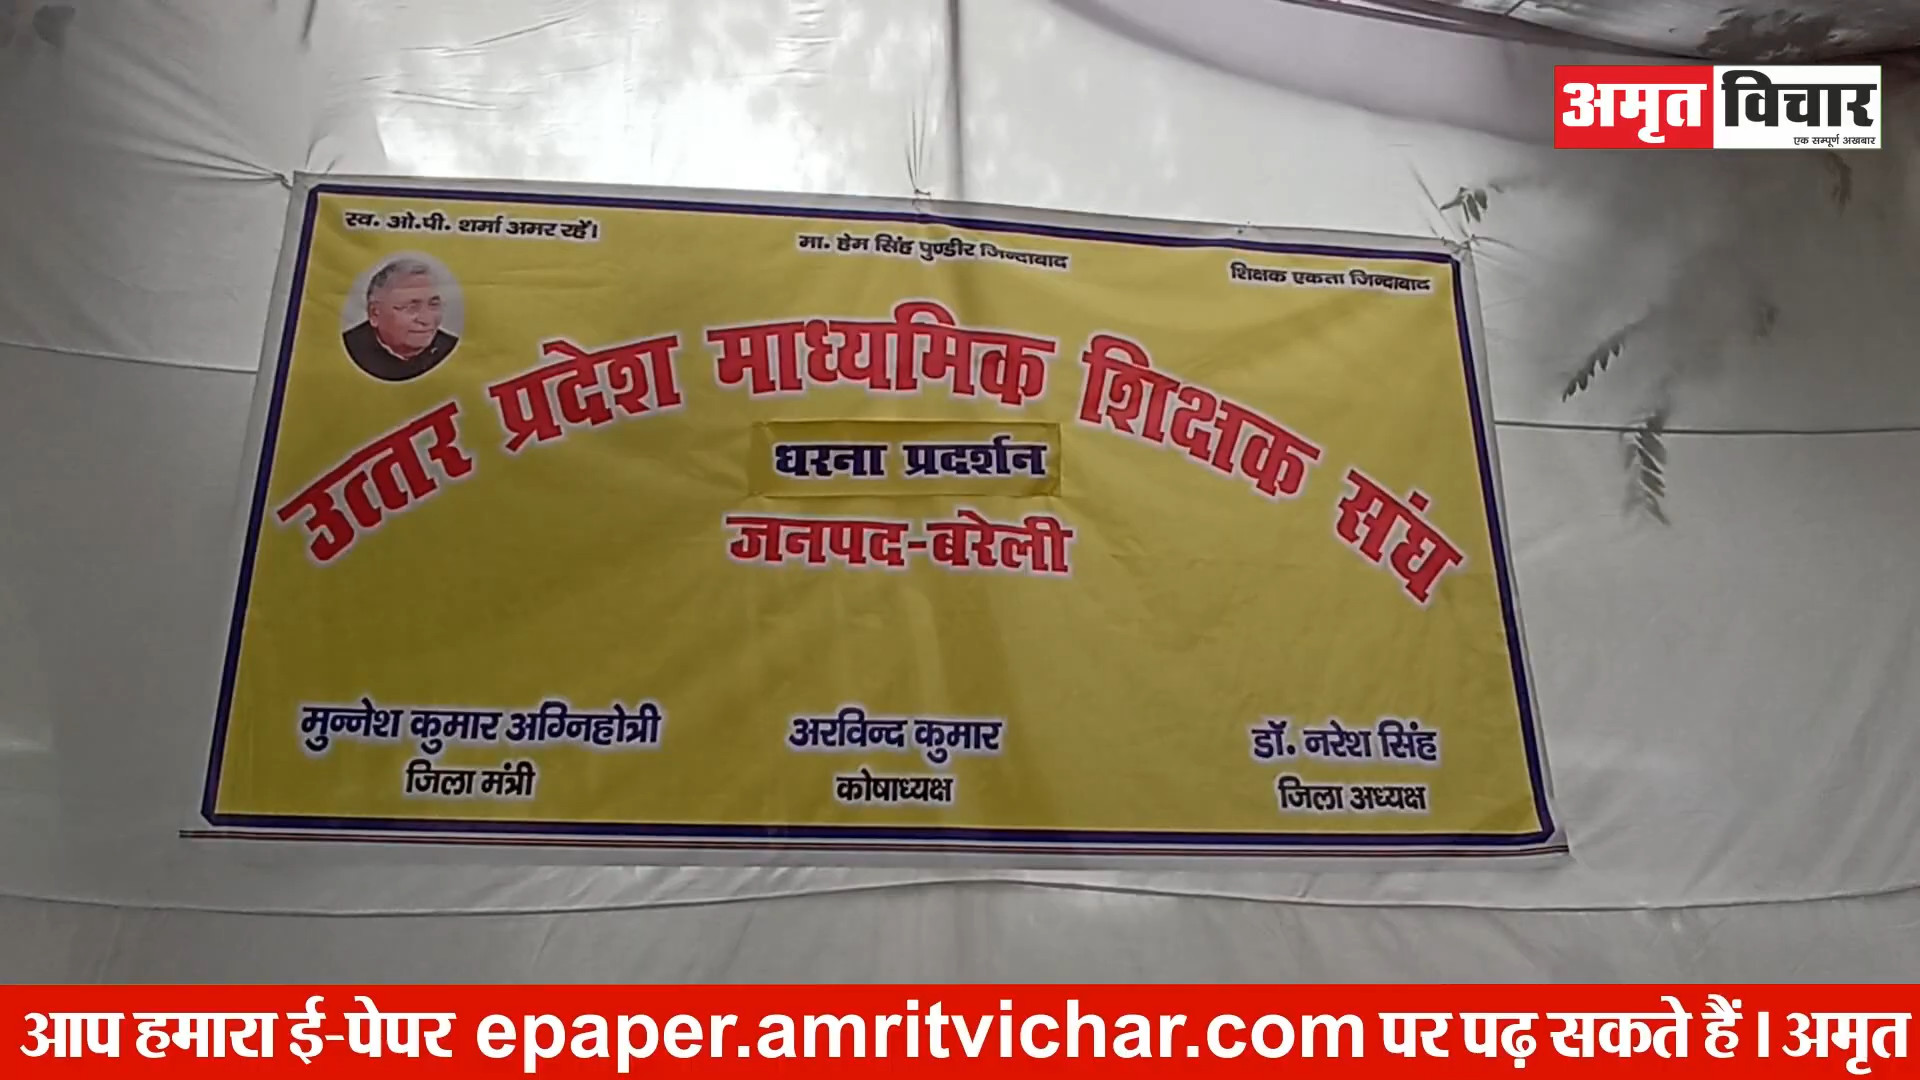 अमृत विचार
एक सम्पूर्ण अखबार
स्व. ओ.पी. शर्मा अमर रहें।
मा. हेम सिंह पुण्डीर जिन्दाबाद
शिक्षक एकता जिन्दाबाद
उत्तर प्रदेश माध्यमिक शिक्षक संघ
धरना प्रदर्शन
जनपद-बरेली
मुन्नेश कुमार अग्निहोत्री
जिला मंत्री
अरविन्द कुमार
कोषाध्यक्ष
डॉ. नरेश सिंह
जिला अध्यक्ष
आप हमारा ई-पेपर epaper.amritvichar.com पर पढ़ सकते हैं । अमृत